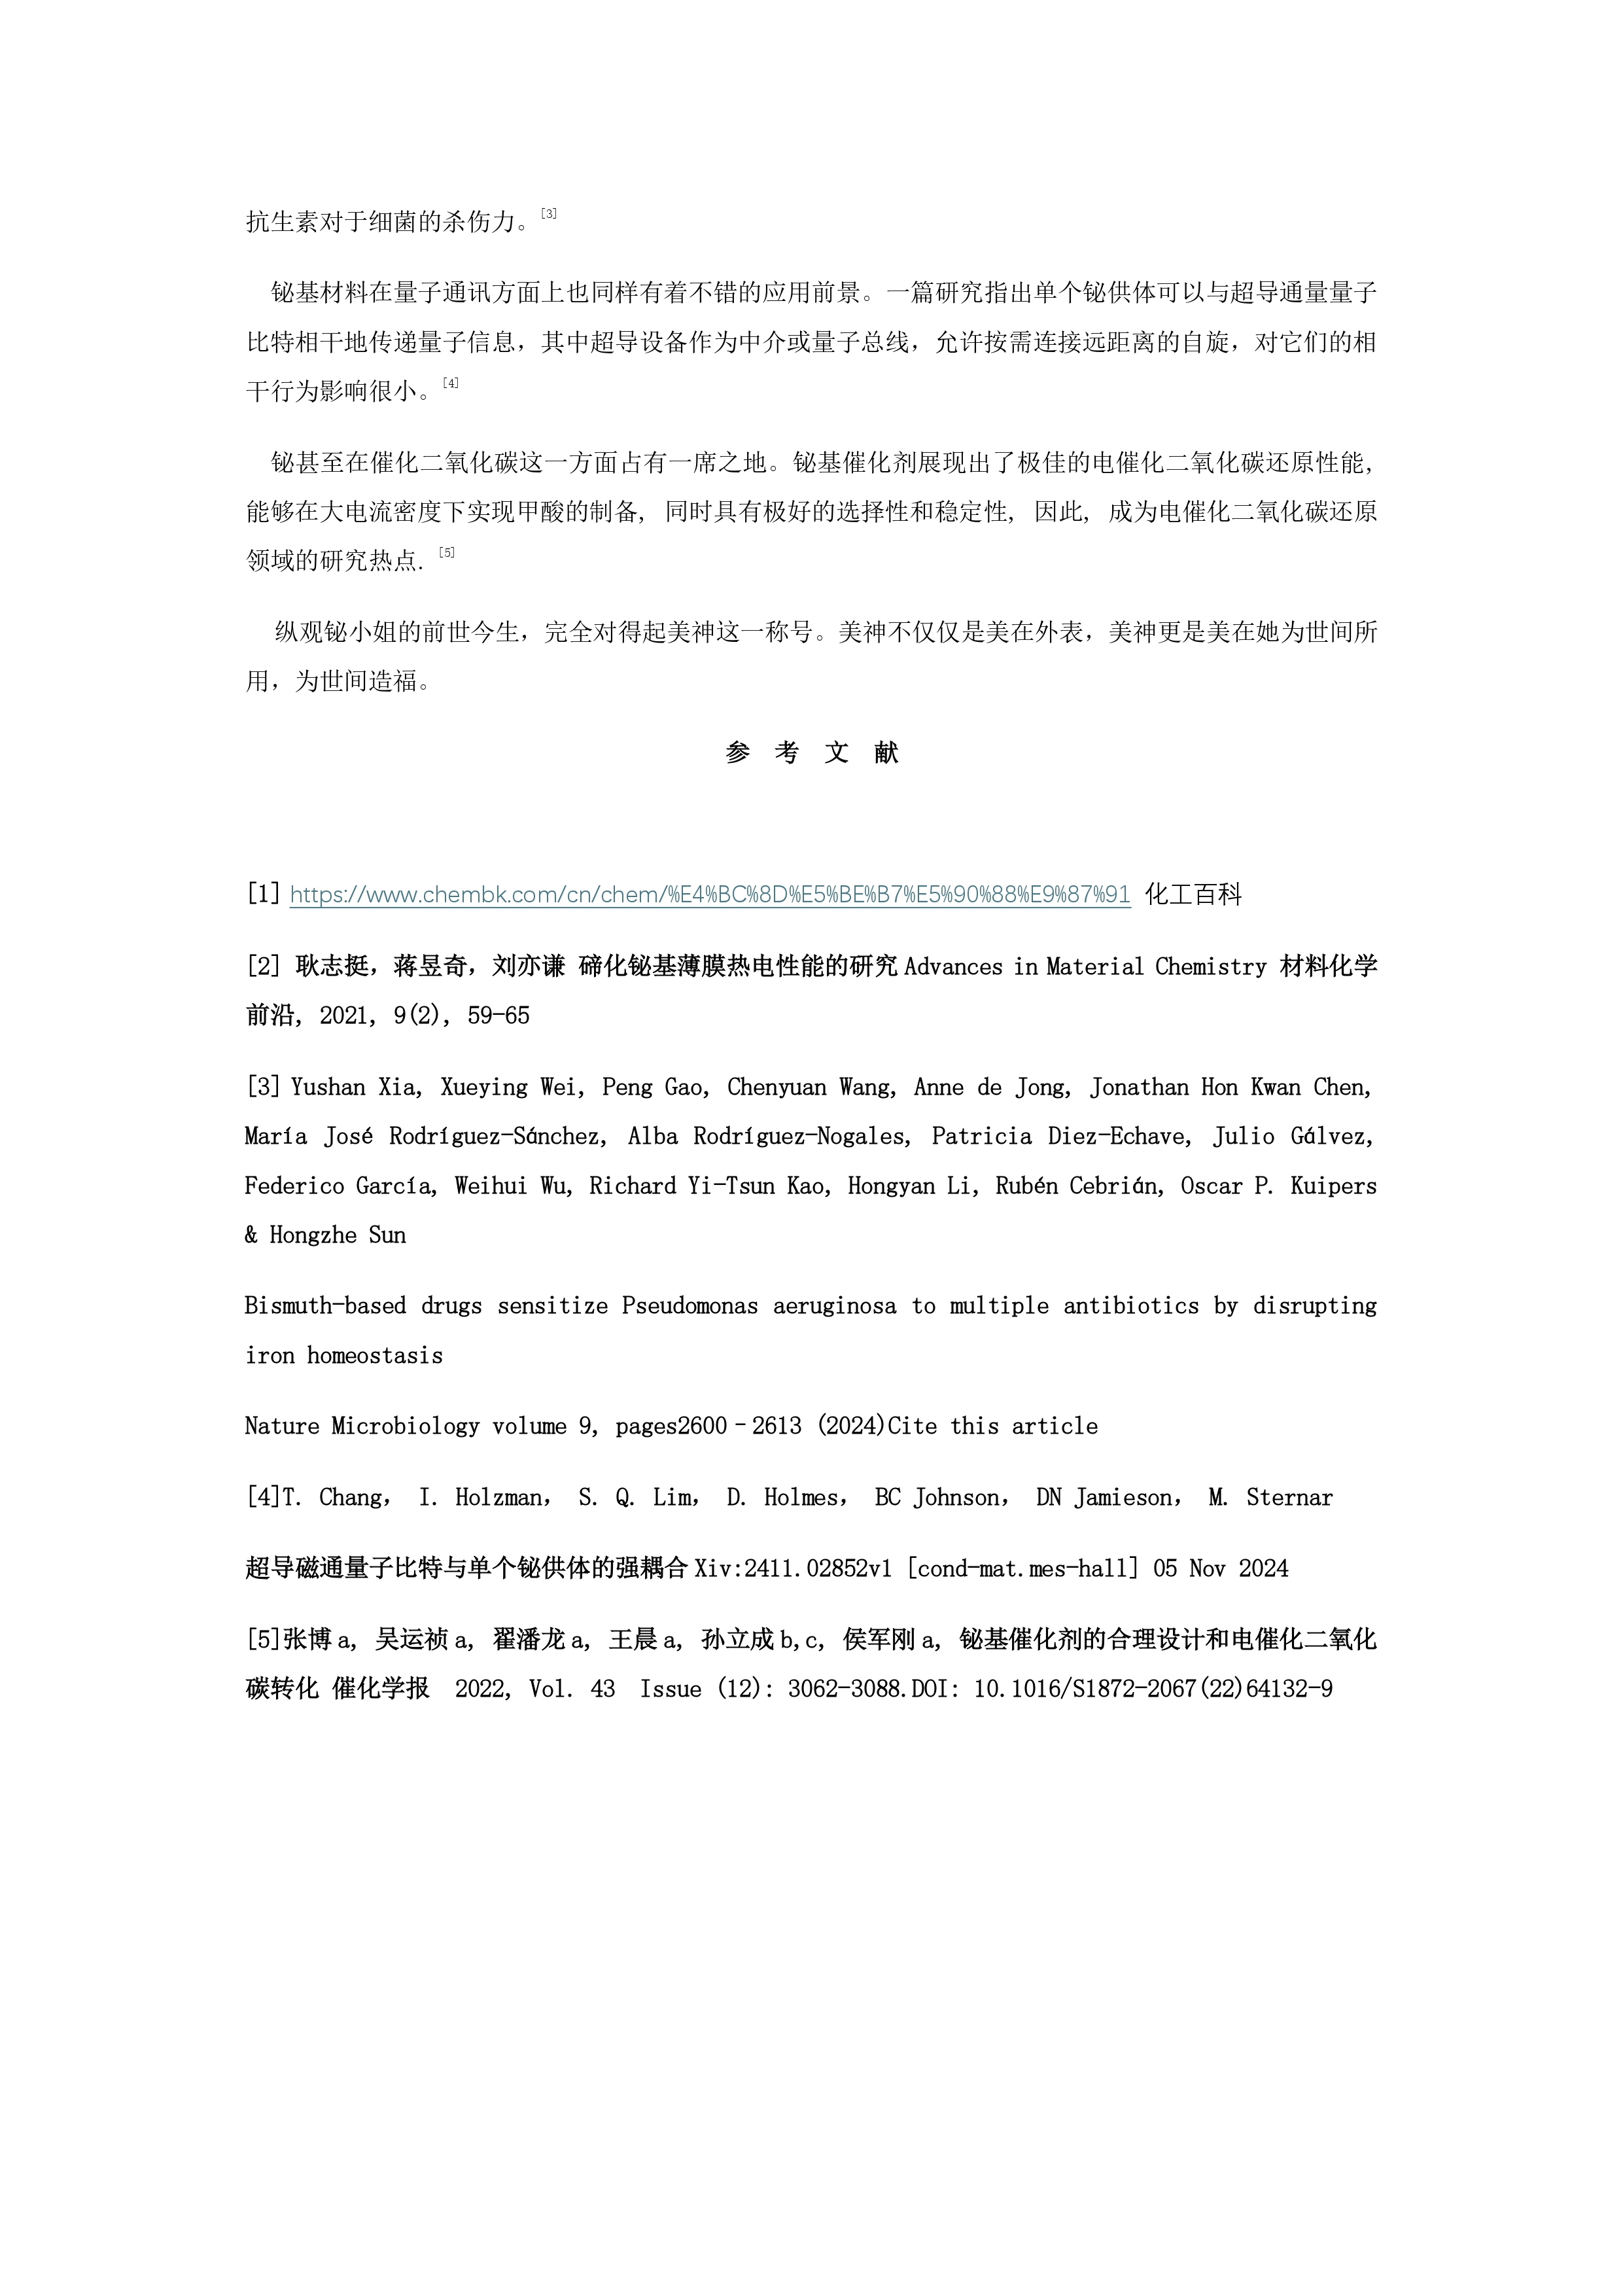 抗生素对于细菌的杀伤力。[3]
铋基材料在量子通讯方面上也同样有着不错的应用前景。一篇研究指出单个铋供体可以与超导通量量子
比特相干地传递量子信息，其中超导设备作为中介或量子总线，允许按需连接远距离的自旋，对它们的相
干行为影响很小。[4]
铋甚至在催化二氧化碳这一方面占有一席之地。铋基催化剂展现出了极佳的电催化二氧化碳还原性能,
能够在大电流密度下实现甲酸的制备, 同时具有极好的选择性和稳定性, 因此, 成为电催化二氧化碳还原
领域的研究热点. [5]
纵观铋小姐的前世今生，完全对得起美神这一称号。美神不仅仅是美在外表，美神更是美在她为世间所
用，为世间造福。
参 考 文 献
[1] https://www.chembk.com/cn/chem/%E4%BC%8D%E5%BE%B7%E5%90%88%E9%87%91 化工百科
[2] 耿志挺，蒋昱奇，刘亦谦 碲化铋基薄膜热电性能的研究 Advances in Material Chemistry 材料化学
前沿, 2021, 9(2), 59-65
[3] Yushan Xia, Xueying Wei, Peng Gao, Chenyuan Wang, Anne de Jong, Jonathan Hon Kwan Chen,
María José Rodríguez-Sánchez, Alba Rodríguez-Nogales, Patricia Diez-Echave, Julio Gálvez,
Federico García, Weihui Wu, Richard Yi-Tsun Kao, Hongyan Li, Rubén Cebrián, Oscar P. Kuipers
& Hongzhe Sun
Bismuth-based drugs sensitize Pseudomonas aeruginosa to multiple antibiotics by disrupting
iron homeostasis
Nature Microbiology volume 9, pages2600–2613 (2024)Cite this article
[4]T. Chang， I. Holzman， S. Q. Lim， D. Holmes， BC Johnson， DN Jamieson， M. Sternar
超导磁通量子比特与单个铋供体的强耦合 Xiv:2411.02852v1 [cond-mat.mes-hall] 05 Nov 2024
[5]张博 a, 吴运祯 a, 翟潘龙 a, 王晨 a, 孙立成 b,c, 侯军刚 a, 铋基催化剂的合理设计和电催化二氧化
碳转化 催化学报 2022, Vol. 43 Issue (12): 3062-3088.DOI: 10.1016/S1872-2067(22)64132-9